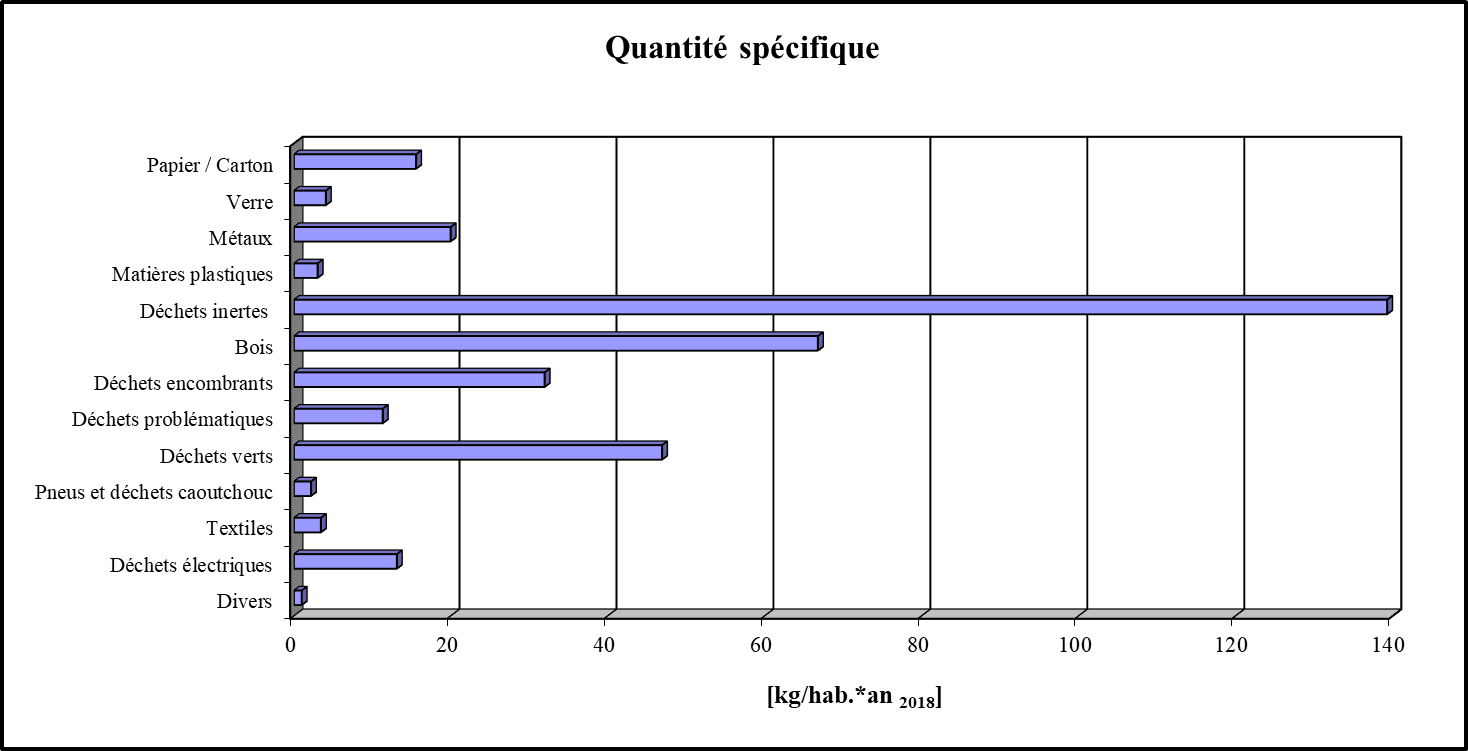 Quantité spécifique
Papier / Carton
Verre
Métaux
Matières plastiques
Déchets inertes
Bois
Déchets encombrants
Déchets problématiques
Déchets verts
Pneus et déchets caoutchouc
Textiles
Déchets électriques
Divers
0 20 40 60 80 100 120 140
[kg/hab.*an 2018]